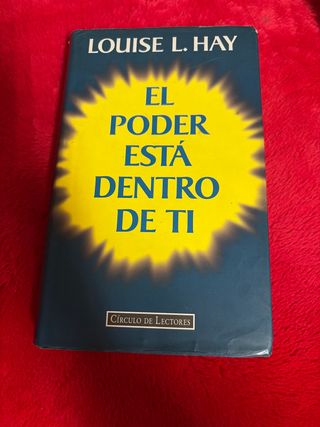 LOUISE L. HAY
EL
PODER
ESTÁ
DENTRO
DE TI
CÍRCULO DE LECTORES